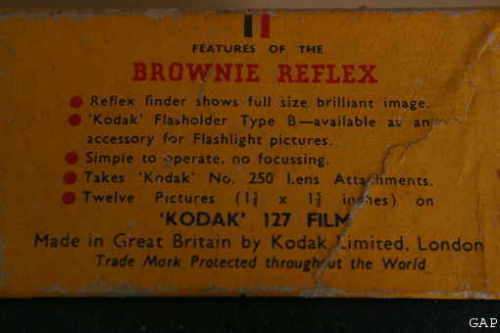 FEATURES OF THE
BROWNIE REFLEX
Reflex finder shows full size brilliant image.
'Kodak' Flasholder Type B—available as an
accessory for Flashlight pictures.
Simple to operate, no focussing.
Takes 'Kodak' No. 250 Lens Attachments.
Twelve Pictures (1⅝ x 1⅝ inches) on
'KODAK' 127 FILM
Made in Great Britain by Kodak Limited, London
Trade Mark Protected throughout the World
GAP